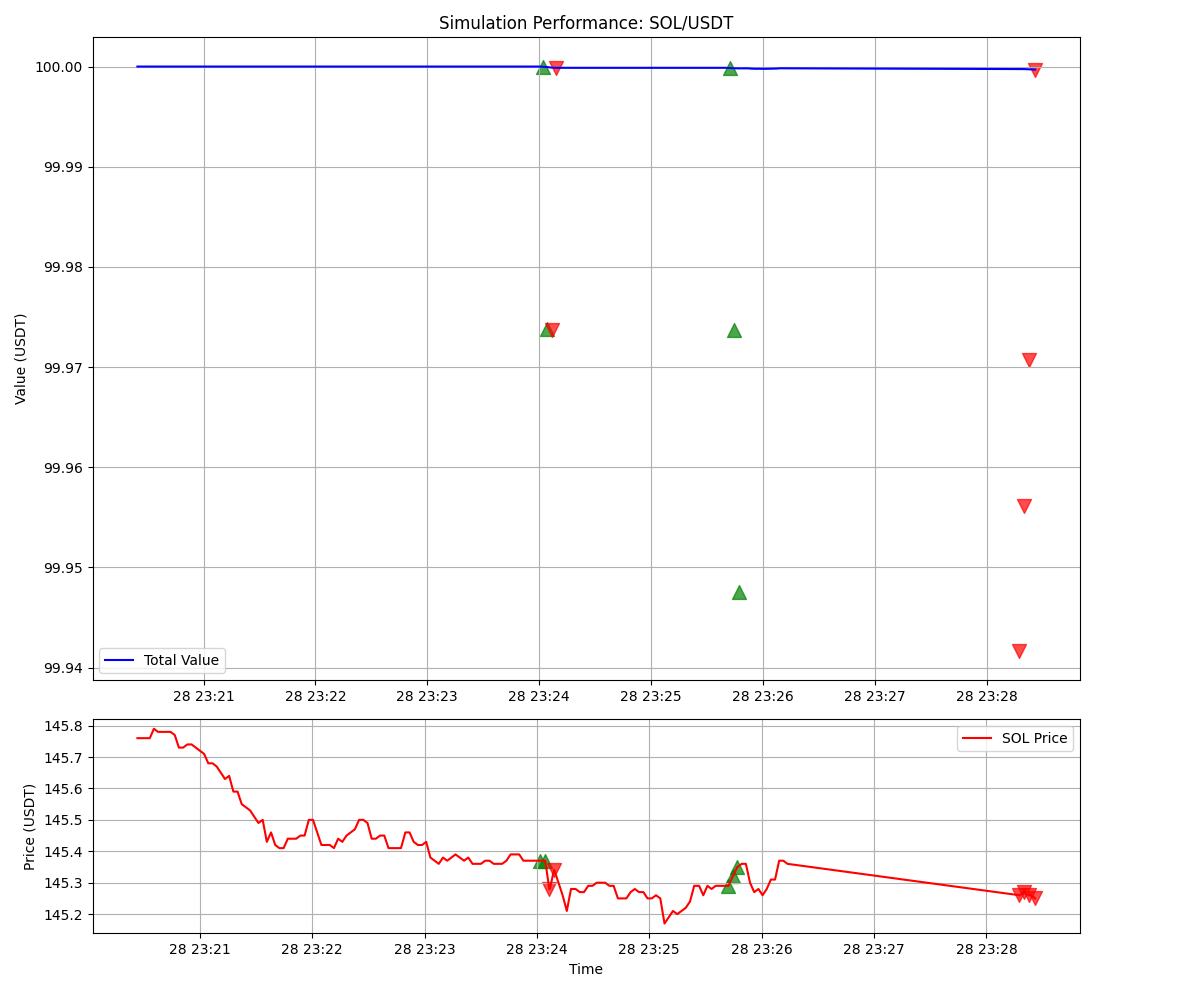 Simulation Performance: SOL/USDT
100.00
99.99
99.98
99.97
99.96
99.95
99.94
Value (USDT)
Total Value
28 23:21 28 23:22 28 23:23 28 23:24 28 23:25 28 23:26 28 23:27 28 23:28
145.8
145.7
145.6
145.5
145.4
145.3
145.2
Price (USDT)
SOL Price
28 23:21 28 23:22 28 23:23 28 23:24 28 23:25 28 23:26 28 23:27 28 23:28
Time